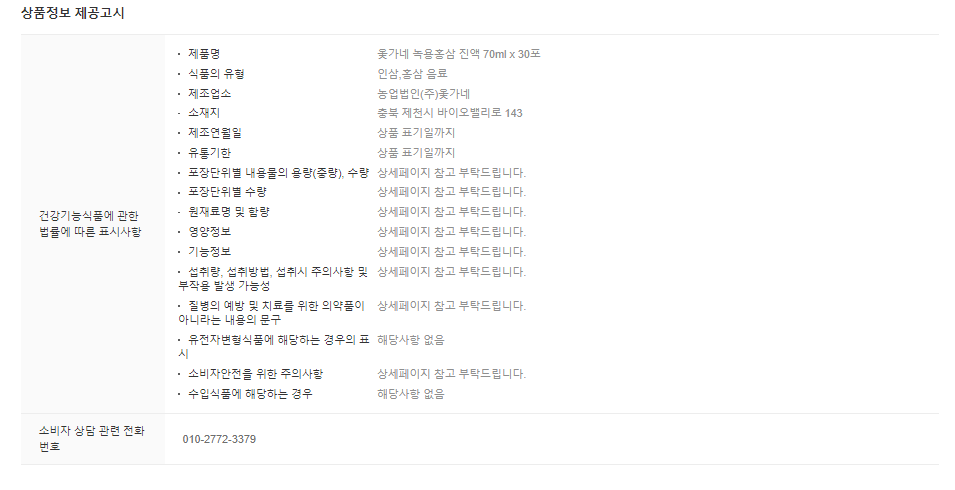 상품정보 제공고시
건강기능식품에 관한
법률에 따른 표시사항
· 제품명 옻가네 녹용홍삼 진액 70ml x 30포
· 식품의 유형 인삼,홍삼 음료
· 제조업소 농업법인(주)옻가네
· 소재지 충북 제천시 바이오밸리로 143
· 제조연월일 상품 표기일까지
· 유통기한 상품 표기일까지
· 포장단위별 내용물의 용량(중량), 수량 상세페이지 참고 부탁드립니다.
· 포장단위별 수량 상세페이지 참고 부탁드립니다.
· 원재료명 및 함량 상세페이지 참고 부탁드립니다.
· 영양정보 상세페이지 참고 부탁드립니다.
· 기능정보 상세페이지 참고 부탁드립니다.
· 섭취량, 섭취방법, 섭취시 주의사항 및 상세페이지 참고 부탁드립니다.
부작용 발생 가능성
· 질병의 예방 및 치료를 위한 의약품이 상세페이지 참고 부탁드립니다.
아니라는 내용의 문구
· 유전자변형식품에 해당하는 경우의 표 해당사항 없음
시
· 소비자안전을 위한 주의사항 상세페이지 참고 부탁드립니다.
· 수입식품에 해당하는 경우 해당사항 없음
소비자 상담 관련 전화
번호
010-2772-3379